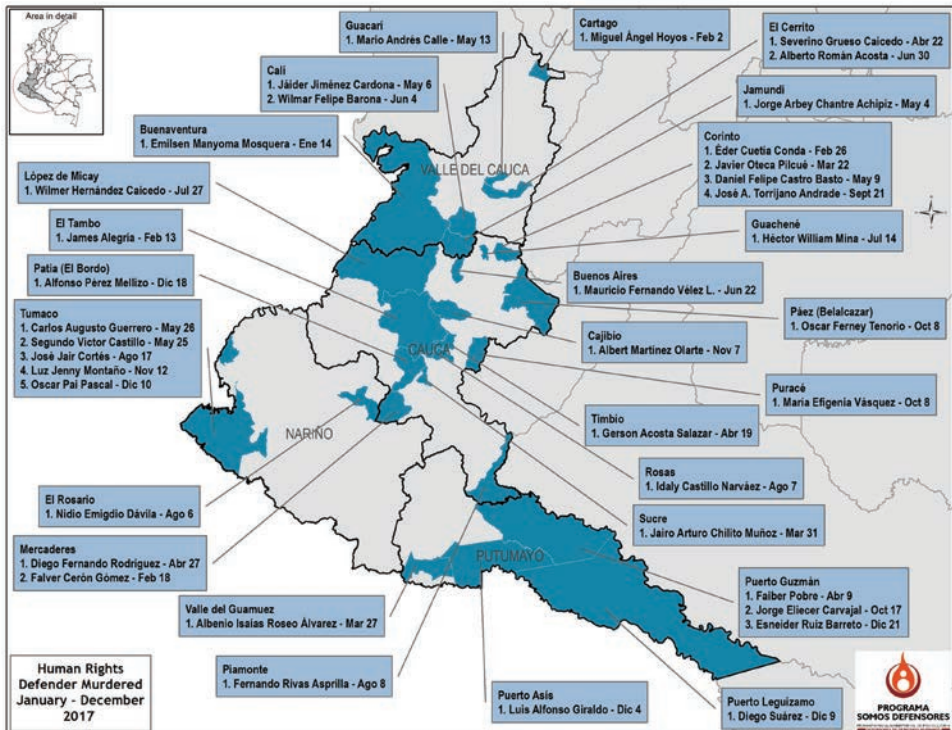 Area in detail
Guacarí
1. Mario Andrés Calle - May 13
Cartago
1. Miguel Ángel Hoyos - Feb 2
El Cerrito
1. Severino Grueso Caicedo - Abr 22
2. Alberto Román Acosta - Jun 30
Cali
1. Jáider Jiménez Cardona - May 6
2. Wilmar Felipe Barona - Jun 4
Jamundí
1. Jorge Arbey Chantre Achipiz - May 4
Buenaventura
1. Emilsen Manyoma Mosquera - Ene 14
Corinto
1. Éder Cuetia Conda - Feb 26
2. Javier Oteca Pilcué - Mar 22
3. Daniel Felipe Castro Basto - May 9
4. José A. Torrijano Andrade - Sept 21
VALLE DEL CAUCA
López de Micay
1. Wilmer Hernández Caicedo - Jul 27
El Tambo
1. James Alegría - Feb 13
Guachené
1. Héctor William Mina - Jul 14
Patía (El Bordo)
1. Alfonso Pérez Mellizo - Dic 18
Buenos Aires
1. Mauricio Fernando Vélez L. - Jun 22
Páez (Belalcazar)
1. Oscar Ferney Tenorio - Oct 8
Tumaco
1. Carlos Augusto Guerrero - May 26
2. Segundo Víctor Castillo - May 25
3. José Jair Cortés - Ago 17
4. Luz Jenny Montaño - Nov 12
5. Oscar Pai Pascal - Dic 10
Cajibío
1. Albert Martínez Olarte - Nov 7
CAUCA
Puracé
1. María Efigenia Vásquez - Oct 8
Timbío
1. Gerson Acosta Salazar - Abr 19
NARIÑO
Rosas
1. Idaly Castillo Narváez - Ago 7
El Rosario
1. Nidio Emigdio Dávila - Ago 6
Sucre
1. Jairo Arturo Chilito Muñoz - Mar 31
Mercaderes
1. Diego Fernando Rodríguez - Abr 27
2. Falver Cerón Gómez - Feb 18
PUTUMAYO
Puerto Guzmán
1. Faiber Pobre - Abr 9
2. Jorge Eliecer Carvajal - Oct 17
3. Esneider Ruiz Barreto - Dic 21
Valle del Guamuez
1. Albenio Isaías Roseo Álvarez - Mar 27
Piamonte
1. Fernando Rivas Asprilla - Ago 8
Puerto Asís
1. Luis Alfonso Giraldo - Dic 4
Puerto Leguízamo
1. Diego Suárez - Dic 9
Human Rights
Defender Murdered
January - December
2017
PROGRAMA
SOMOS DEFENSORES